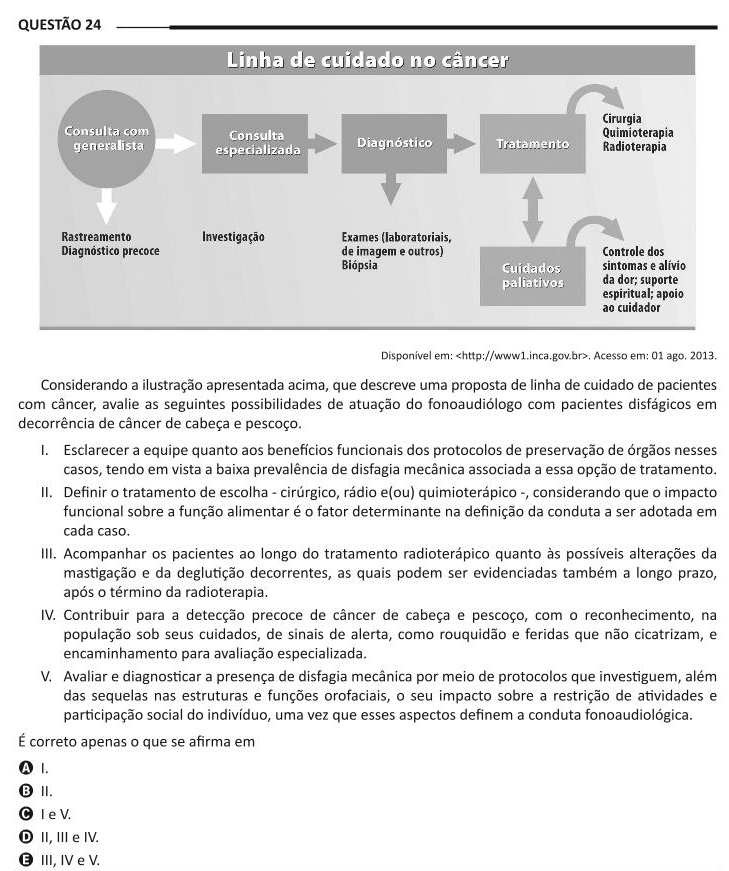 QUESTÃO 24
Linha de cuidado no câncer
Consulta com
generalista
Consulta
especializada
Diagnóstico
Tratamento
Cirurgia
Quimioterapia
Radioterapia
Rastreamento
Diagnóstico precoce
Investigação
Exames (laboratoriais,
de imagem e outros)
Biópsia
Cuidados
paliativos
Controle dos
sintomas e alívio
da dor; suporte
espiritual; apoio
ao cuidador
Disponível em: <http://www1.inca.gov.br>. Acesso em: 01 ago. 2013.
Considerando a ilustração apresentada acima, que descreve uma proposta de linha de cuidado de pacientes
com câncer, avalie as seguintes possibilidades de atuação do fonoaudiólogo com pacientes disfágicos em
decorrência de câncer de cabeça e pescoço.
I. Esclarecer a equipe quanto aos benefícios funcionais dos protocolos de preservação de órgãos nesses
casos, tendo em vista a baixa prevalência de disfagia mecânica associada a essa opção de tratamento.
II. Definir o tratamento de escolha - cirúrgico, rádio e(ou) quimioterápico -, considerando que o impacto
funcional sobre a função alimentar é o fator determinante na definição da conduta a ser adotada em
cada caso.
III. Acompanhar os pacientes ao longo do tratamento radioterápico quanto às possíveis alterações da
mastigação e da deglutição decorrentes, as quais podem ser evidenciadas também a longo prazo,
após o término da radioterapia.
IV. Contribuir para a detecção precoce de câncer de cabeça e pescoço, com o reconhecimento, na
população sob seus cuidados, de sinais de alerta, como rouquidão e feridas que não cicatrizam, e
encaminhamento para avaliação especializada.
V. Avaliar e diagnosticar a presença de disfagia mecânica por meio de protocolos que investiguem, além
das sequelas nas estruturas e funções orofaciais, o seu impacto sobre a restrição de atividades e
participação social do indivíduo, uma vez que esses aspectos definem a conduta fonoaudiológica.
É correto apenas o que se afirma em
A I.
B II.
C I e V.
D II, III e IV.
E III, IV e V.